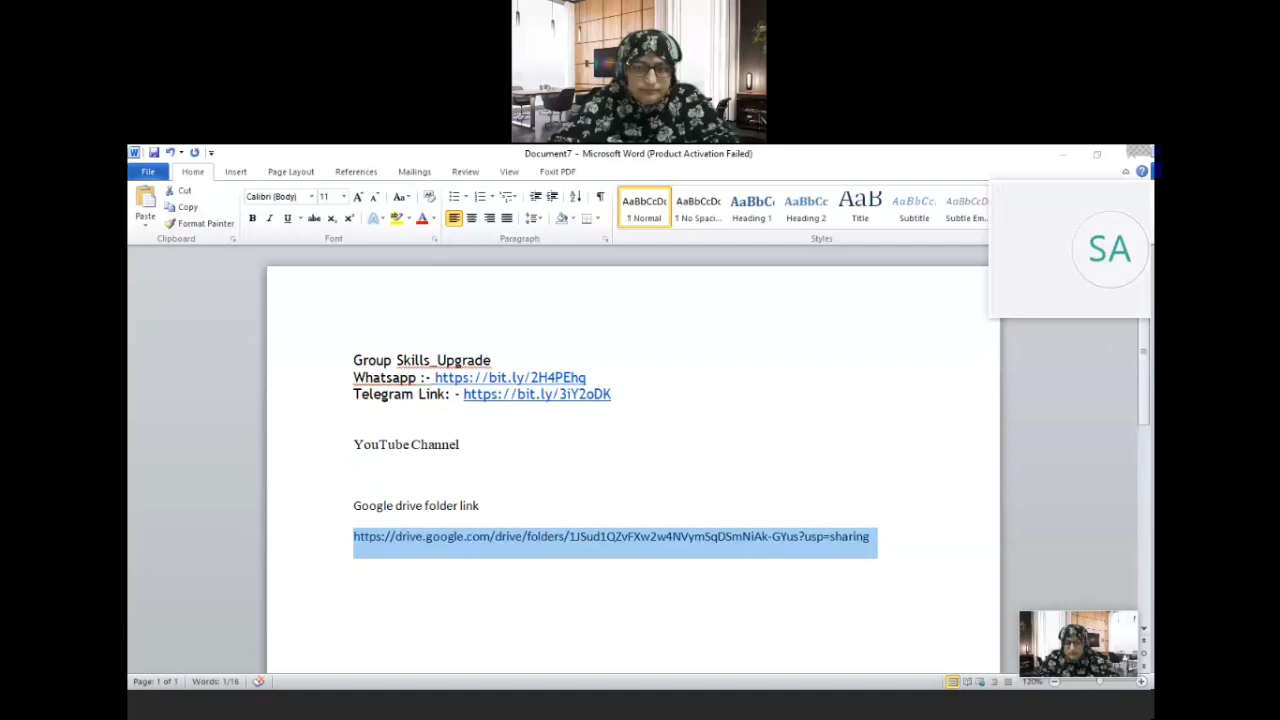 Document7 - Microsoft Word (Product Activation Failed)
File Home Insert Page Layout References Mailings Review View Foxit PDF
Paste
Cut
Copy
Format Painter
Clipboard
Calibri (Body) 11
Font
Paragraph
AaBbCcDc AaBbCcDc AaBbC AaBbCc AaB AaBbCc. AaBbCcD
¶ Normal ¶ No Spaci... Heading 1 Heading 2 Title Subtitle Subtle Em...
Styles
SA
Group Skills_Upgrade
Whatsapp :- https://bit.ly/2H4PEhq
Telegram Link: - https://bit.ly/3iY2oDK
YouTube Channel
Google drive folder link
https://drive.google.com/drive/folders/1JSud1QZvFXw2w4NVymSqDSmNiAk-GYus?usp=sharing
Page: 1 of 1 Words: 1/16 120%